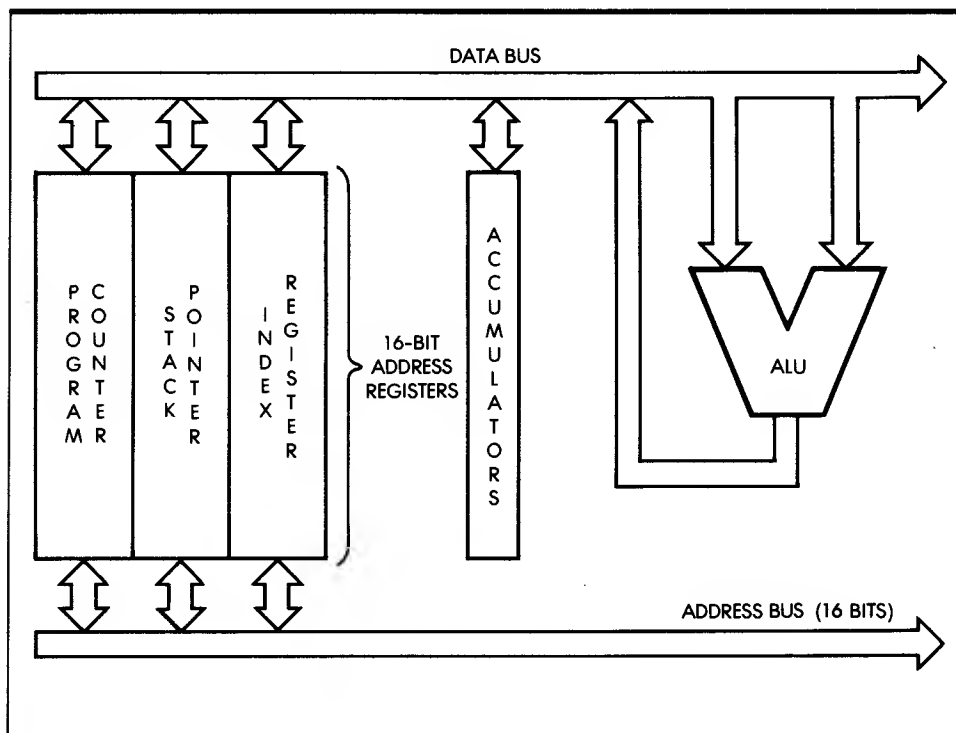 DATA BUS
PROGRAM
COUNTER
STACK
POINTER
INDEX
REGISTER
16-BIT
ADDRESS
REGISTERS
ACCUMULATORS
ALU
ADDRESS BUS (16 BITS)